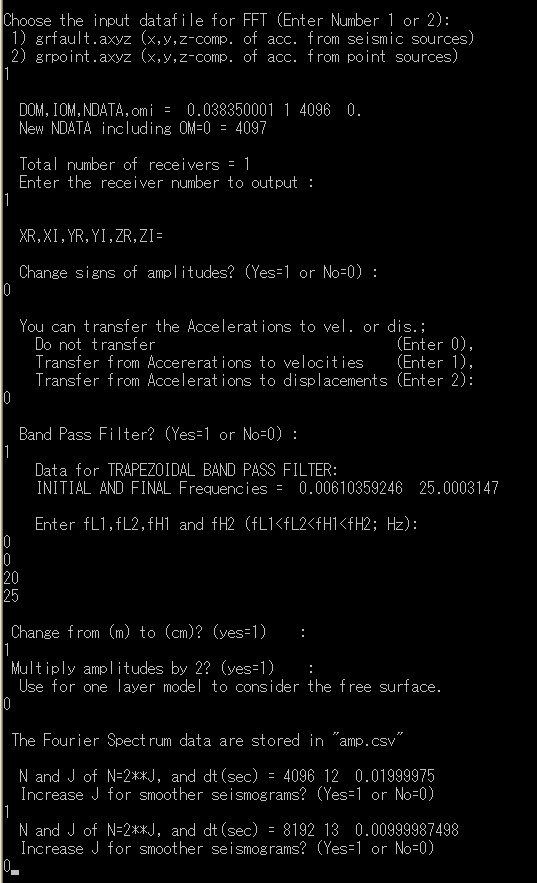 Choose the input datafile for FFT (Enter Number 1 or 2):
1) grfault.axyz (x,y,z-comp. of acc. from seismic sources)
2) grpoint.axyz (x,y,z-comp. of acc. from point sources)
1
DOM,IOM,NDATA,omi =  0.038350001 1 4096  0.
New NDATA including OM=0 = 4097
Total number of receivers = 1
Enter the receiver number to output :
1
XR,XI,YR,YI,ZR,ZI=
Change signs of amplitudes? (Yes=1 or No=0) :
0
You can transfer the Accelerations to vel. or dis.;
Do not transfer (Enter 0),
Transfer from Accererations to velocities (Enter 1),
Transfer from Accelerations to displacements (Enter 2):
0
Band Pass Filter? (Yes=1 or No=0) :
1
Data for TRAPEZOIDAL BAND PASS FILTER:
INITIAL AND FINAL Frequencies =  0.00610359246  25.0003147
Enter fL1,fL2,fH1 and fH2 (fL1<fL2<fH1<fH2; Hz):
0
0
20
25
Change from (m) to (cm)? (yes=1)    :
1
Multiply amplitudes by 2? (yes=1)    :
Use for one layer model to consider the free surface.
0
The Fourier Spectrum data are stored in "amp.csv"
N and J of N=2**J, and dt(sec) = 4096 12  0.01999975
Increase J for smoother seismograms? (Yes=1 or No=0)
1
N and J of N=2**J, and dt(sec) = 8192 13  0.00999987498
Increase J for smoother seismograms? (Yes=1 or No=0)
0